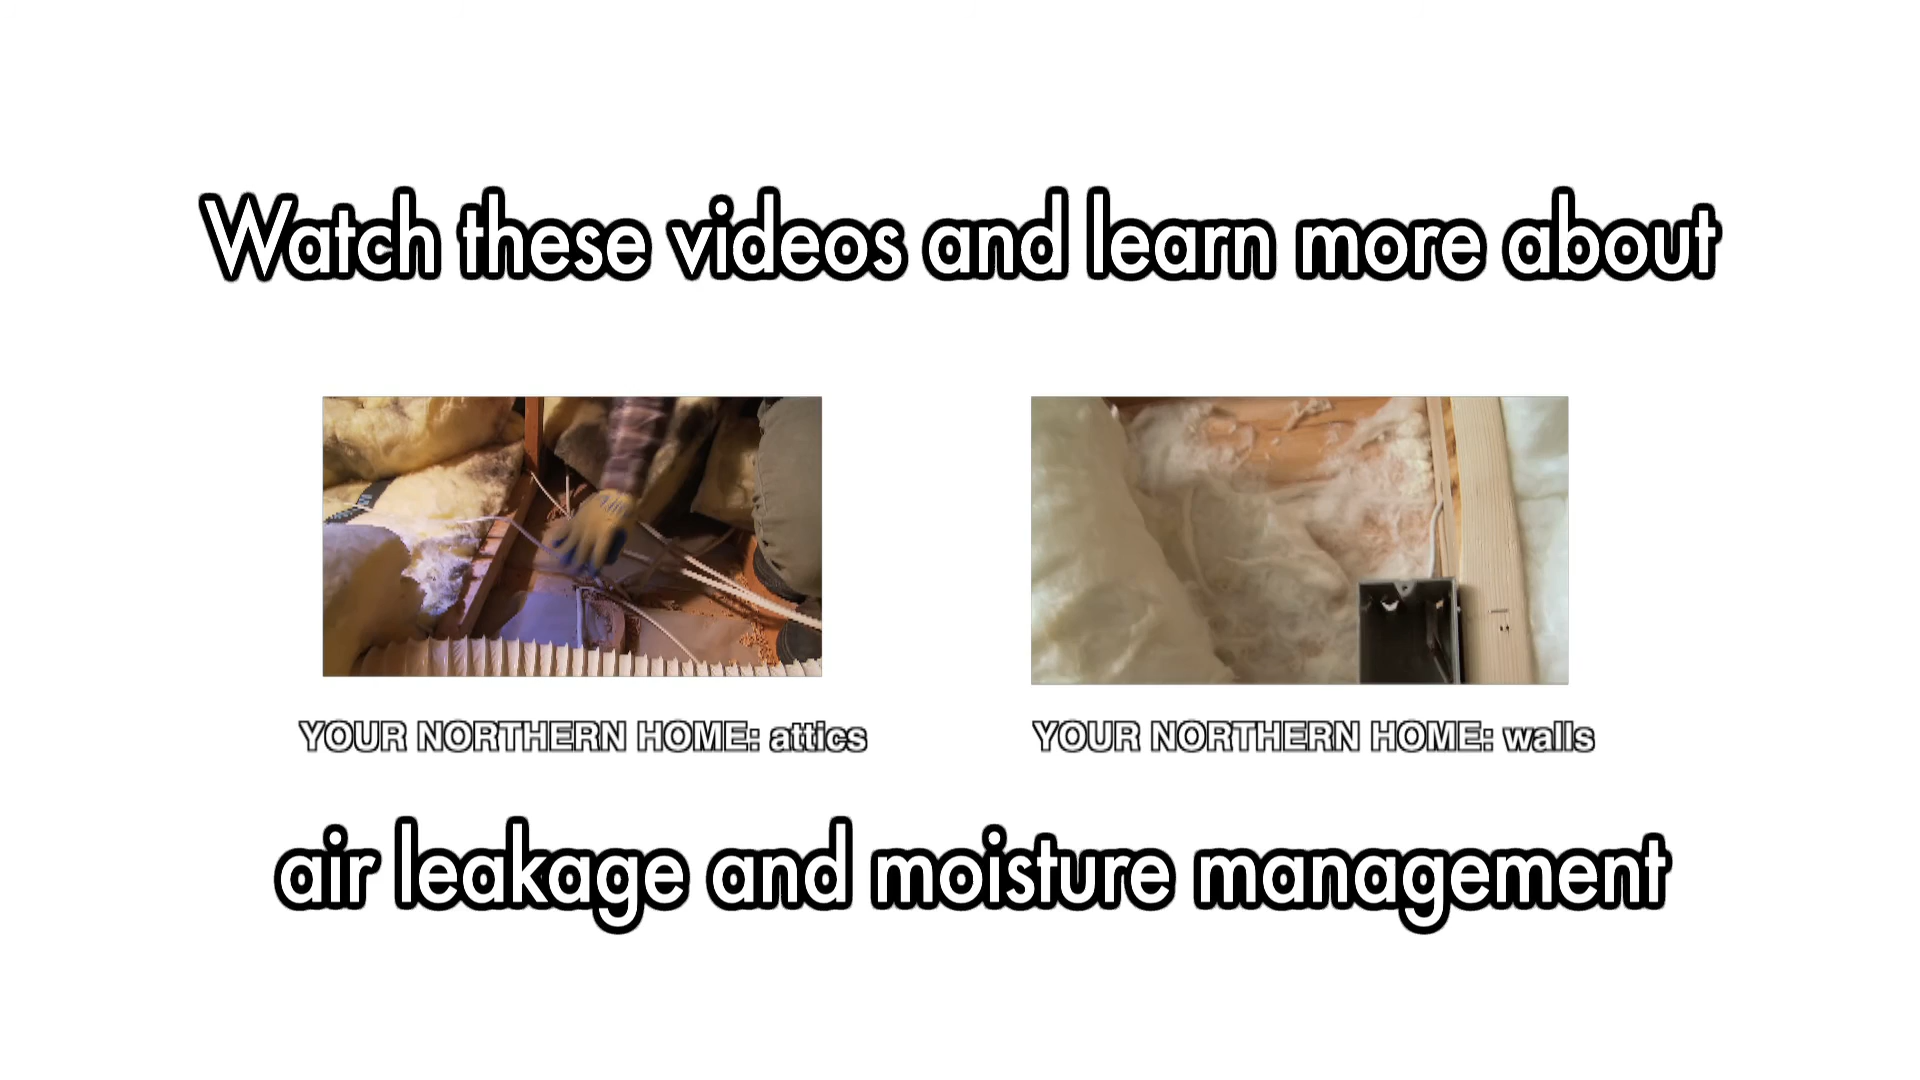 Watch these videos and learn more about
YOUR NORTHERN HOME: attics
YOUR NORTHERN HOME: walls
air leakage and moisture management